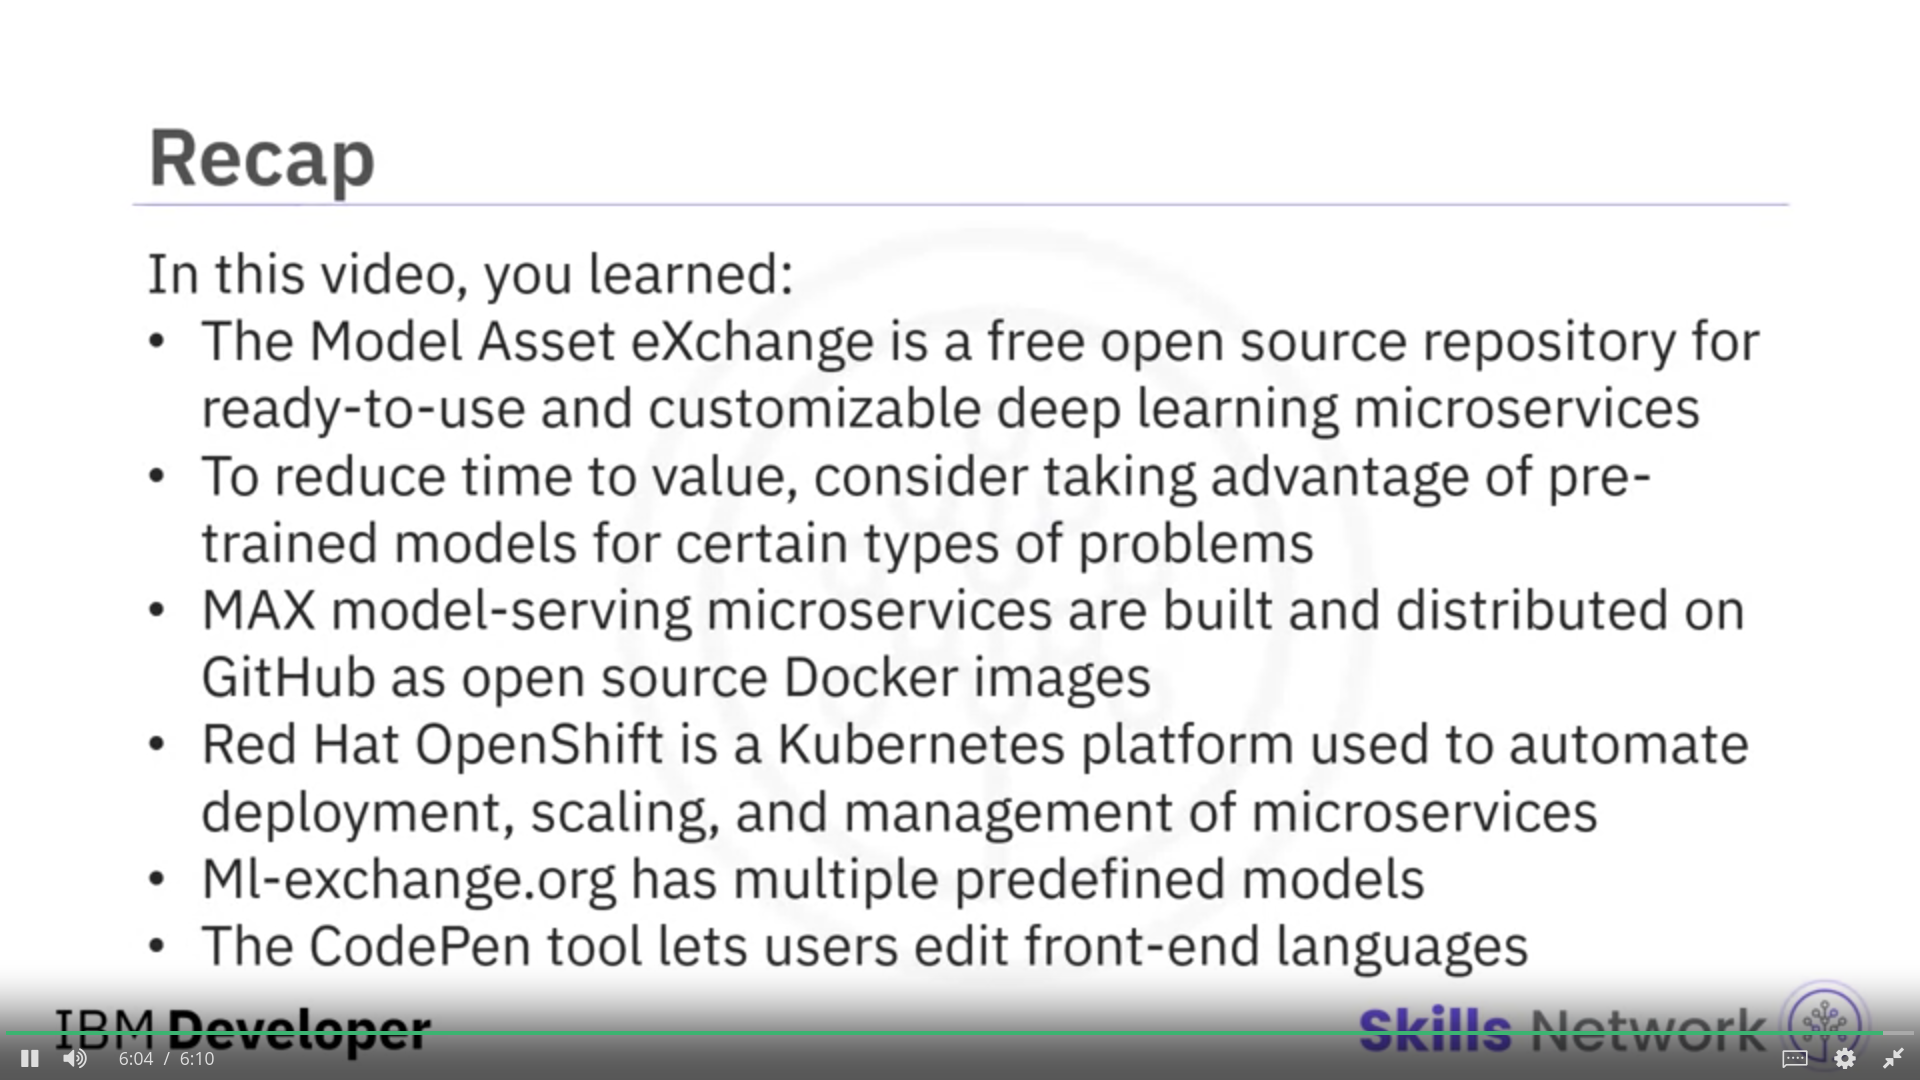 Recap
In this video, you learned:
• The Model Asset eXchange is a free open source repository for
ready-to-use and customizable deep learning microservices
• To reduce time to value, consider taking advantage of pre-
trained models for certain types of problems
• MAX model-serving microservices are built and distributed on
GitHub as open source Docker images
• Red Hat OpenShift is a Kubernetes platform used to automate
deployment, scaling, and management of microservices
• Ml-exchange.org has multiple predefined models
• The CodePen tool lets users edit front-end languages
IBM Developer
Skills Network
6:04 / 6:10